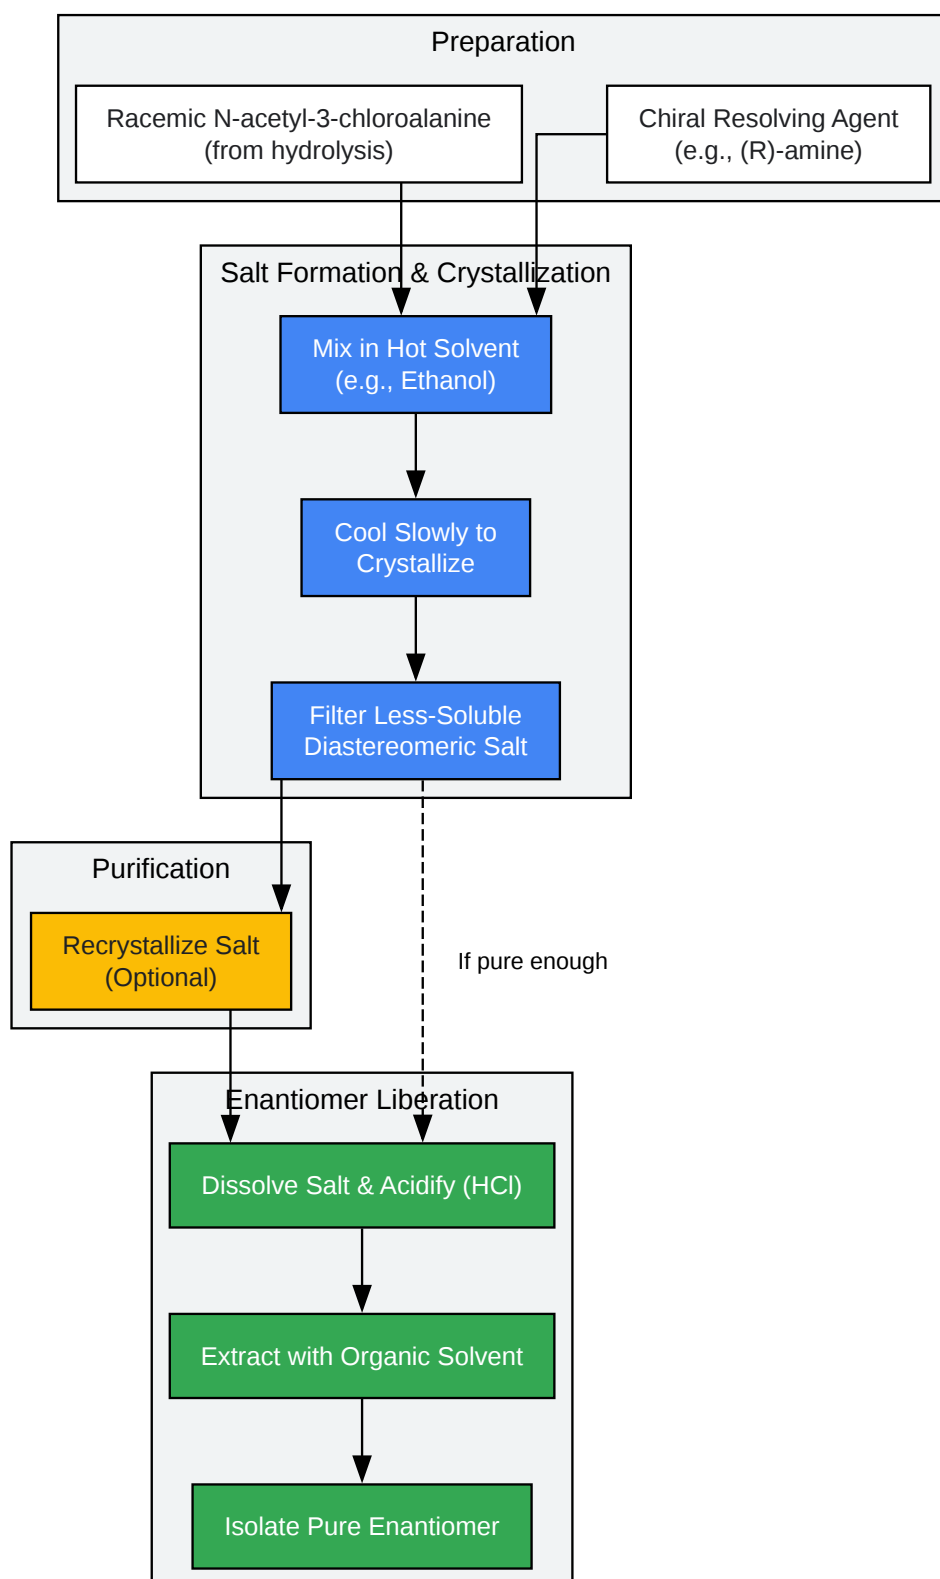 Preparation
Racemic N-acetyl-3-chloroalanine
(from hydrolysis)
Chiral Resolving Agent
(e.g., (R)-amine)
Salt Formation & Crystallization
Mix in Hot Solvent
(e.g., Ethanol)
Cool Slowly to
Crystallize
Filter Less-Soluble
Diastereomeric Salt
Purification
Recrystallize Salt
(Optional)
If pure enough
Enantiomer Liberation
Dissolve Salt & Acidify (HCl)
Extract with Organic Solvent
Isolate Pure Enantiomer